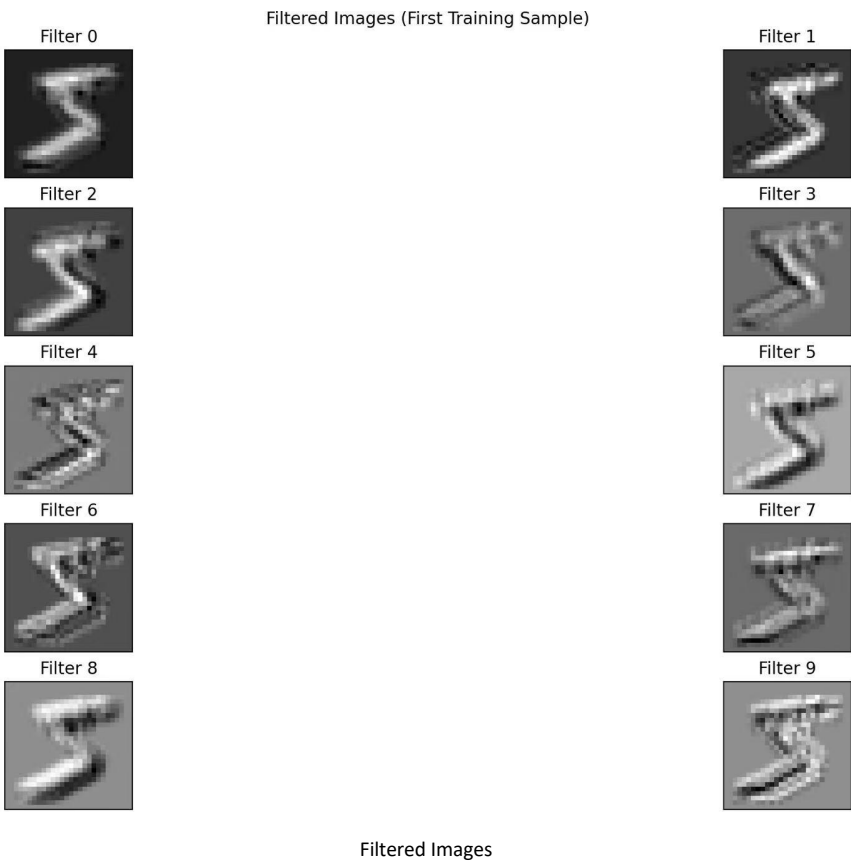 Filtered Images (First Training Sample)
Filter 0
Filter 1
Filter 2
Filter 3
Filter 4
Filter 5
Filter 6
Filter 7
Filter 8
Filter 9
Filtered Images